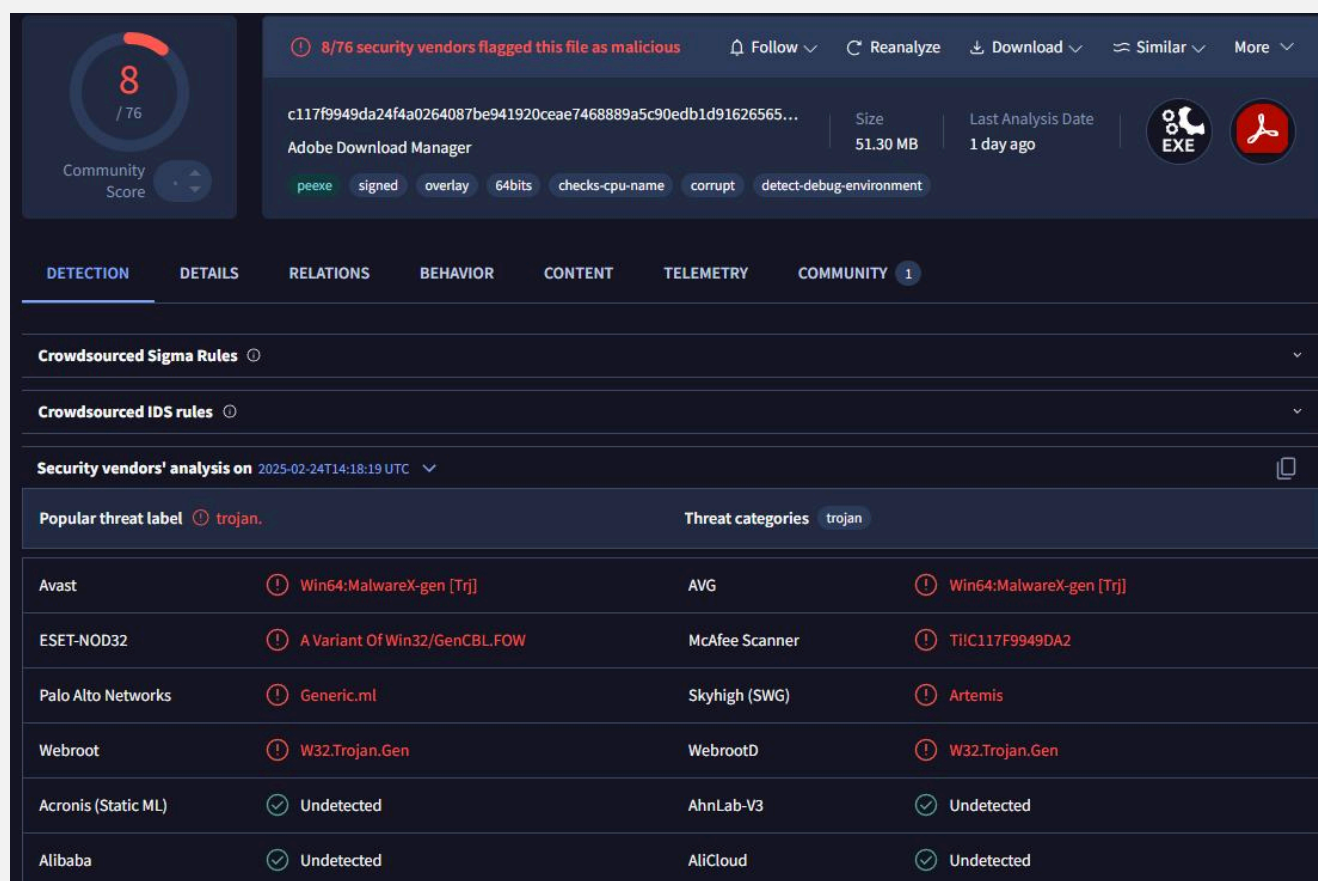 8
/ 76
Community
Score
8/76 security vendors flagged this file as malicious
Follow
Reanalyze
Download
Similar
More
c117f9949da24f4a0264087be941920ceae7468889a5c90edb1d91626565...
Adobe Download Manager
Size
51.30 MB
Last Analysis Date
1 day ago
EXE
peexe signed overlay 64bits checks-cpu-name corrupt detect-debug-environment
DETECTION DETAILS RELATIONS BEHAVIOR CONTENT TELEMETRY COMMUNITY 1
Crowdsourced Sigma Rules
Crowdsourced IDS rules
Security vendors' analysis on 2025-02-24T14:18:19 UTC
Popular threat label trojan. Threat categories trojan
Avast Win64:MalwareX-gen [Trj] AVG Win64:MalwareX-gen [Trj]
ESET-NOD32 A Variant Of Win32/GenCBL.FOW McAfee Scanner Ti!C117F9949DA2
Palo Alto Networks Generic.ml Skyhigh (SWG) Artemis
Webroot W32.Trojan.Gen WebrootD W32.Trojan.Gen
Acronis (Static ML) Undetected AhnLab-V3 Undetected
Alibaba Undetected AliCloud Undetected